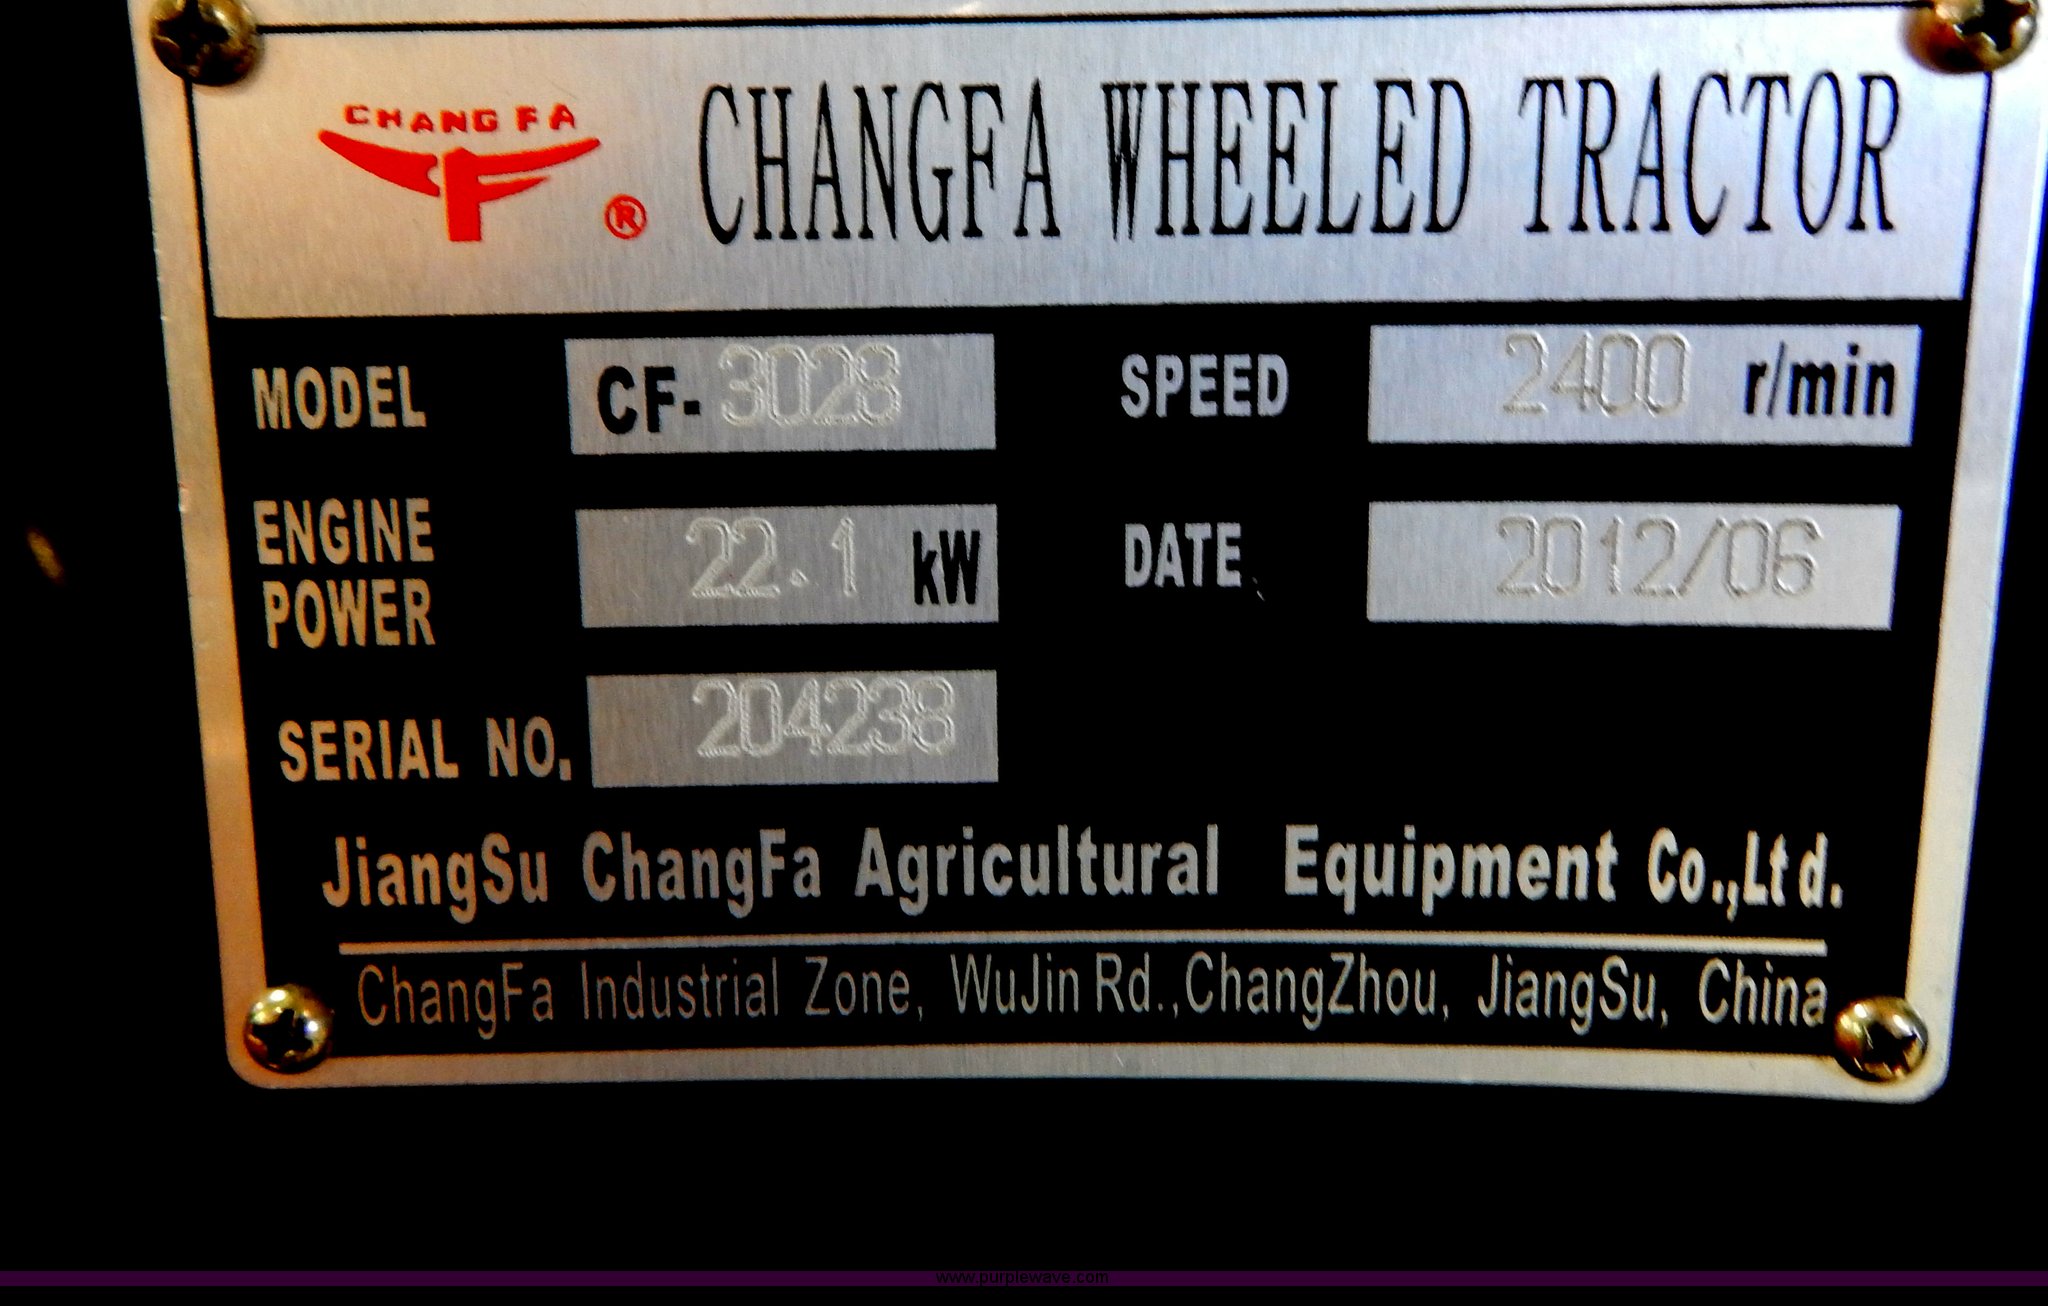 CHANG FA
® CHANGFA WHEELED TRACTOR
MODEL CF-3028 SPEED 2400 r/min
ENGINE POWER 22.1 kW DATE 2012/06
SERIAL NO. 204238
JiangSu ChangFa Agricultural Equipment Co.,Ltd.
ChangFa Industrial Zone, WuJin Rd.,ChangZhou, JiangSu, China
www.purplewave.com